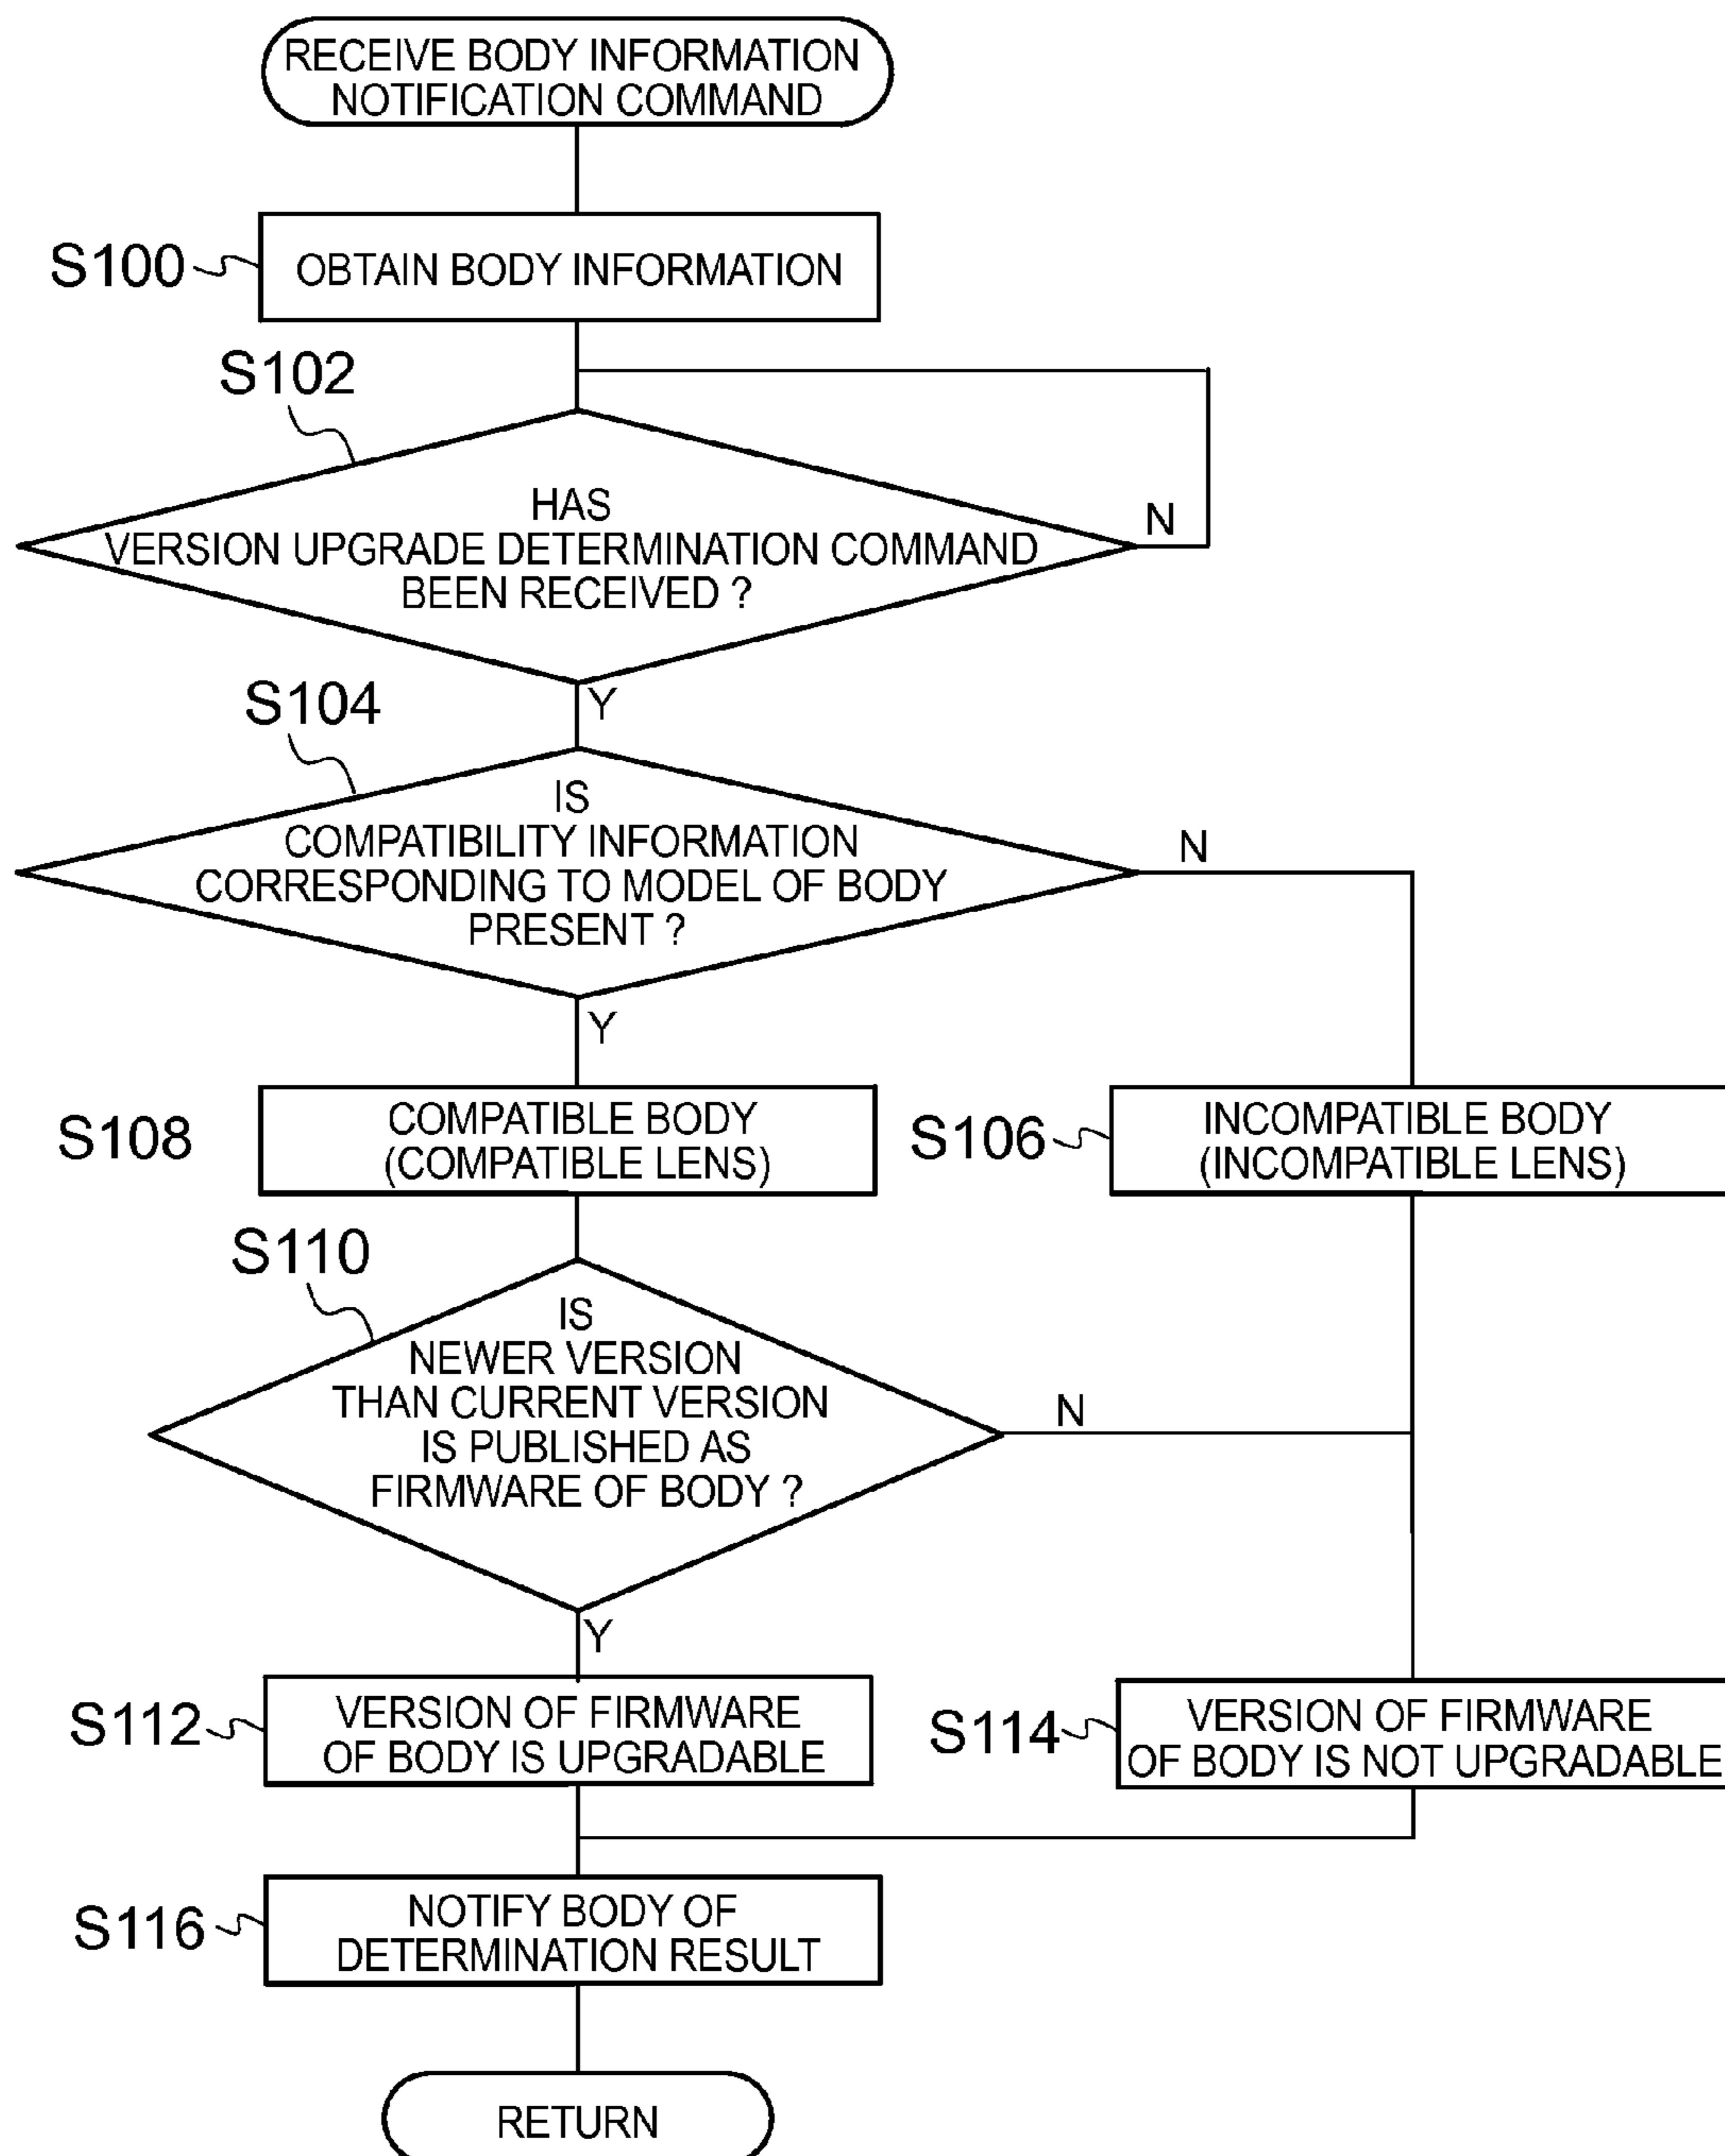 RECEIVE BODY INFORMATION
NOTIFICATION COMMAND
S100
OBTAIN BODY INFORMATION
S102
HAS
VERSION UPGRADE DETERMINATION COMMAND
BEEN RECEIVED ?
N
Y
S104
IS
COMPATIBILITY INFORMATION
CORRESPONDING TO MODEL OF BODY
PRESENT ?
N
Y
S108
COMPATIBLE BODY
(COMPATIBLE LENS)
S106
INCOMPATIBLE BODY
(INCOMPATIBLE LENS)
S110
IS
NEWER VERSION
THAN CURRENT VERSION
IS PUBLISHED AS
FIRMWARE OF BODY ?
N
Y
S112
VERSION OF FIRMWARE
OF BODY IS UPGRADABLE
S114
VERSION OF FIRMWARE
OF BODY IS NOT UPGRADABLE
S116
NOTIFY BODY OF
DETERMINATION RESULT
RETURN